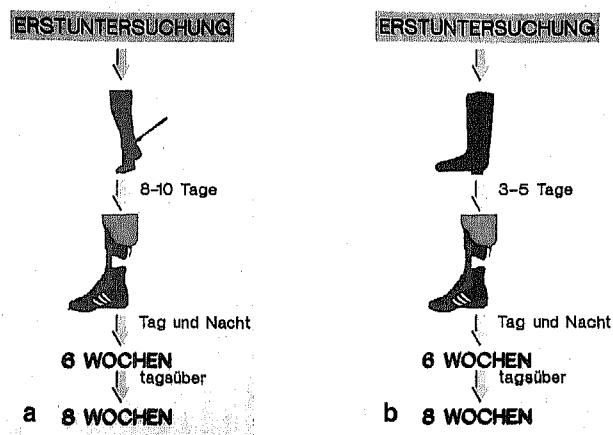 ERSTUNTERSUCHUNG
8-10 Tage
Tag und Nacht
6 WOCHEN
tagsüber
a 8 WOCHEN
ERSTUNTERSUCHUNG
3-5 Tage
Tag und Nacht
6 WOCHEN
tagsüber
b 8 WOCHEN